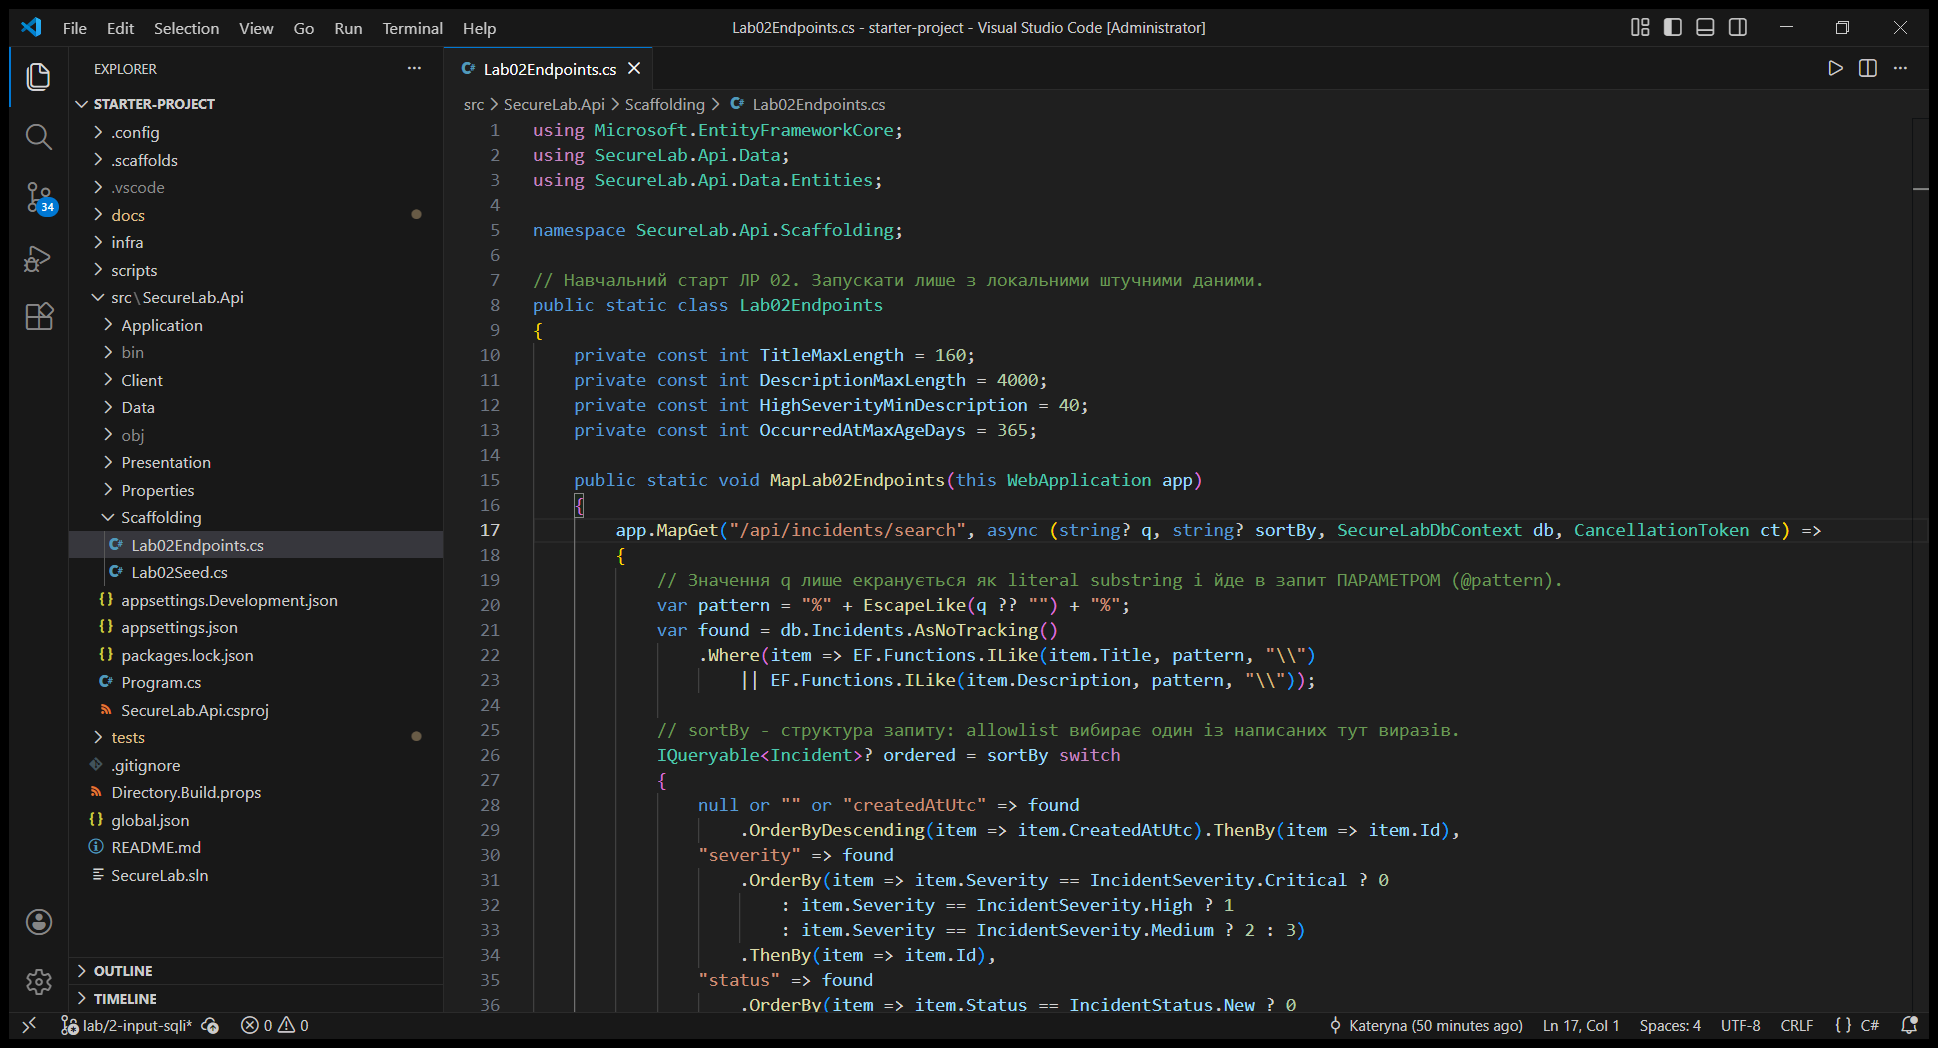 File Edit Selection View Go Run Terminal Help
Lab02Endpoints.cs - starter-project - Visual Studio Code [Administrator]
EXPLORER
STARTER-PROJECT
.config
.scaffolds
.vscode
docs
infra
scripts
src\SecureLab.Api
Application
bin
Client
Data
obj
Presentation
Properties
Scaffolding
Lab02Endpoints.cs
Lab02Seed.cs
appsettings.Development.json
appsettings.json
packages.lock.json
Program.cs
SecureLab.Api.csproj
tests
.gitignore
Directory.Build.props
global.json
README.md
SecureLab.sln
OUTLINE
TIMELINE
34
Lab02Endpoints.cs
src > SecureLab.Api > Scaffolding > Lab02Endpoints.cs
1 using Microsoft.EntityFrameworkCore;
2 using SecureLab.Api.Data;
3 using SecureLab.Api.Data.Entities;
4
5 namespace SecureLab.Api.Scaffolding;
6
7 // Навчальний старт ЛР 02. Запускати лише з локальними штучними даними.
8 public static class Lab02Endpoints
9 {
10 private const int TitleMaxLength = 160;
11 private const int DescriptionMaxLength = 4000;
12 private const int HighSeverityMinDescription = 40;
13 private const int OccurredAtMaxAgeDays = 365;
14
15 public static void MapLab02Endpoints(this WebApplication app)
16 {
17 app.MapGet("/api/incidents/search", async (string? q, string? sortBy, SecureLabDbContext db, CancellationToken ct) =>
18 {
19 // Значення q лише екранується як literal substring і йде в запит ПАРАМЕТРОМ (@pattern).
20 var pattern = "%" + EscapeLike(q ?? "") + "%";
21 var found = db.Incidents.AsNoTracking()
22 .Where(item => EF.Functions.ILike(item.Title, pattern, "\\")
23 || EF.Functions.ILike(item.Description, pattern, "\\"));
24
25 // sortBy - структура запиту: allowlist вибирає один із написаних тут виразів.
26 IQueryable<Incident>? ordered = sortBy switch
27 {
28 null or "" or "createdAtUtc" => found
29 .OrderByDescending(item => item.CreatedAtUtc).ThenBy(item => item.Id),
30 "severity" => found
31 .OrderBy(item => item.Severity == IncidentSeverity.Critical ? 0
32 : item.Severity == IncidentSeverity.High ? 1
33 : item.Severity == IncidentSeverity.Medium ? 2 : 3)
34 .ThenBy(item => item.Id),
35 "status" => found
36 .OrderBy(item => item.Status == IncidentStatus.New ? 0
lab/2-input-sqli* 0 0
Kateryna (50 minutes ago) Ln 17, Col 1 Spaces: 4 UTF-8 CRLF { } C#